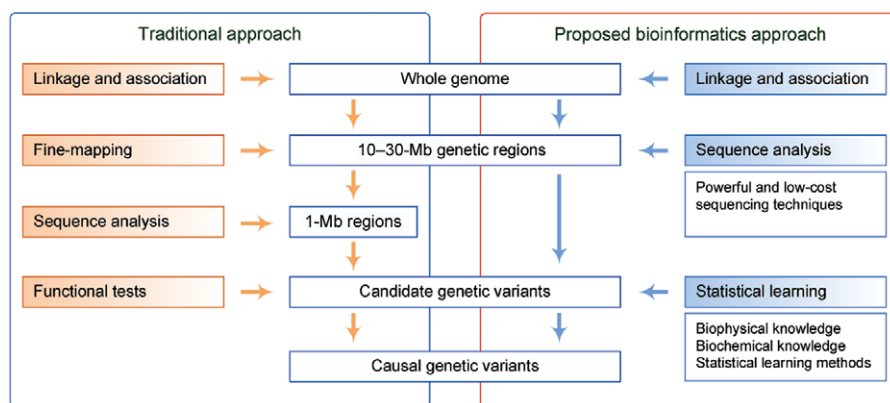 Traditional approach
Proposed bioinformatics approach
Linkage and association
Whole genome
Linkage and association
Fine-mapping
10–30-Mb genetic regions
Sequence analysis
Powerful and low-cost
sequencing techniques
Sequence analysis
1-Mb regions
Functional tests
Candidate genetic variants
Statistical learning
Biophysical knowledge
Biochemical knowledge
Statistical learning methods
Causal genetic variants